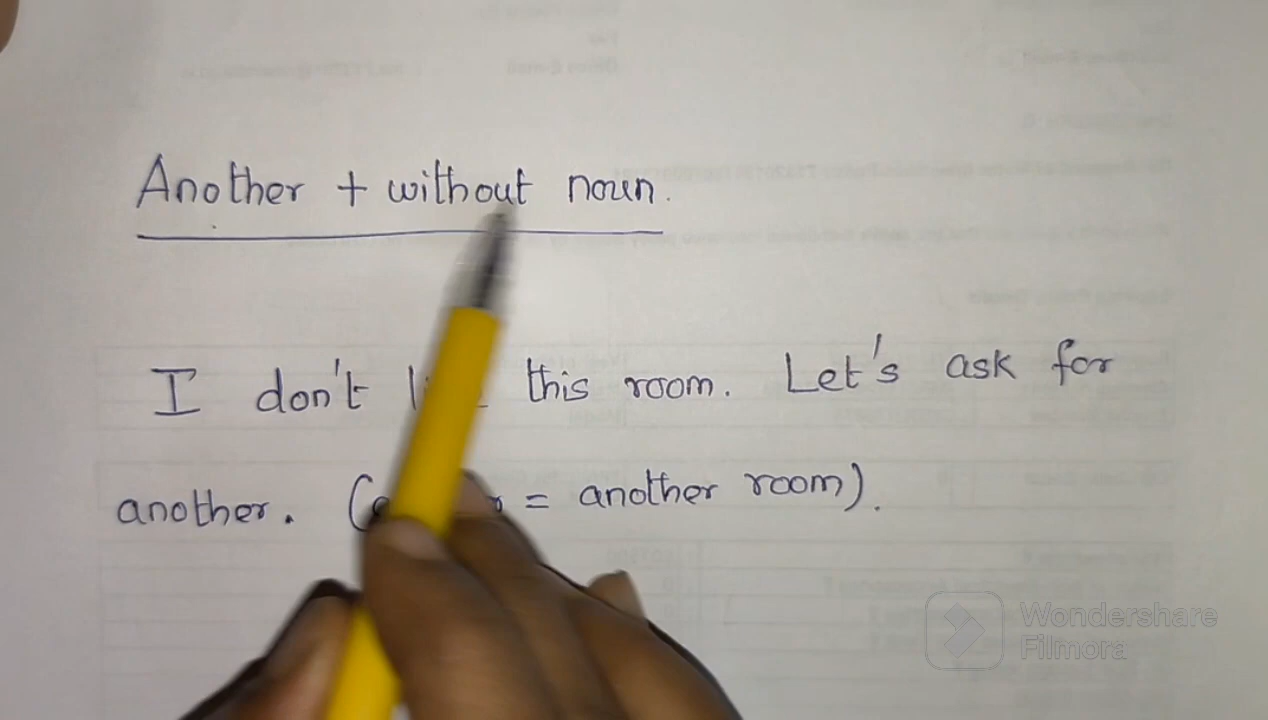 Another + without noun.
I don't this room. Let's ask for
another. ( = another room).
Wondershare
Filmora